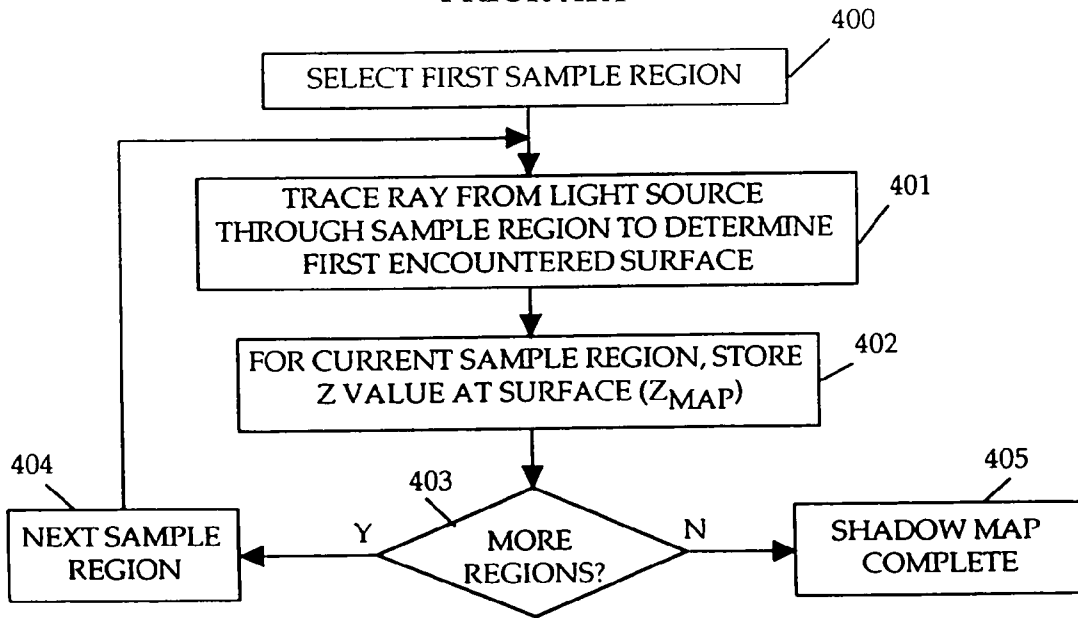 400
SELECT FIRST SAMPLE REGION
401
TRACE RAY FROM LIGHT SOURCE
THROUGH SAMPLE REGION TO DETERMINE
FIRST ENCOUNTERED SURFACE
402
FOR CURRENT SAMPLE REGION, STORE
Z VALUE AT SURFACE (ZMAP)
404
403
405
NEXT SAMPLE
REGION
Y
MORE
REGIONS?
N
SHADOW MAP
COMPLETE